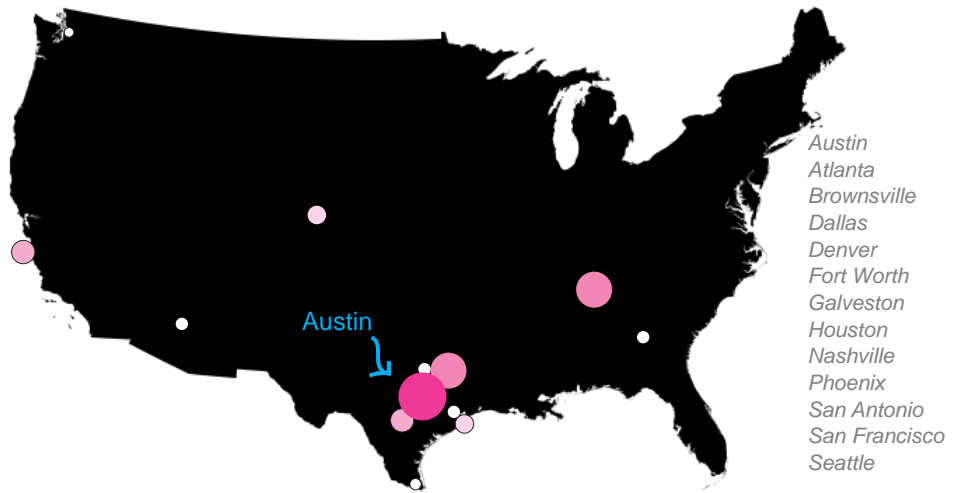 Austin
Austin
Atlanta
Brownsville
Dallas
Denver
Fort Worth
Galveston
Houston
Nashville
Phoenix
San Antonio
San Francisco
Seattle